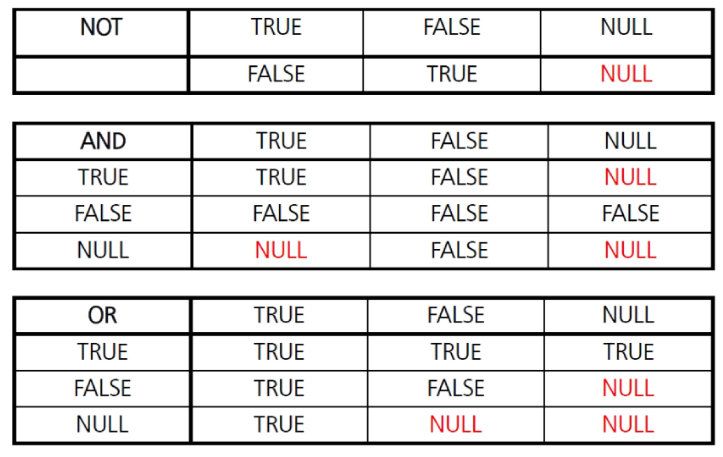 NOT TRUE FALSE NULL
FALSE TRUE NULL
AND TRUE FALSE NULL
TRUE TRUE FALSE NULL
FALSE FALSE FALSE FALSE
NULL NULL FALSE NULL
OR TRUE FALSE NULL
TRUE TRUE TRUE TRUE
FALSE TRUE FALSE NULL
NULL TRUE NULL NULL